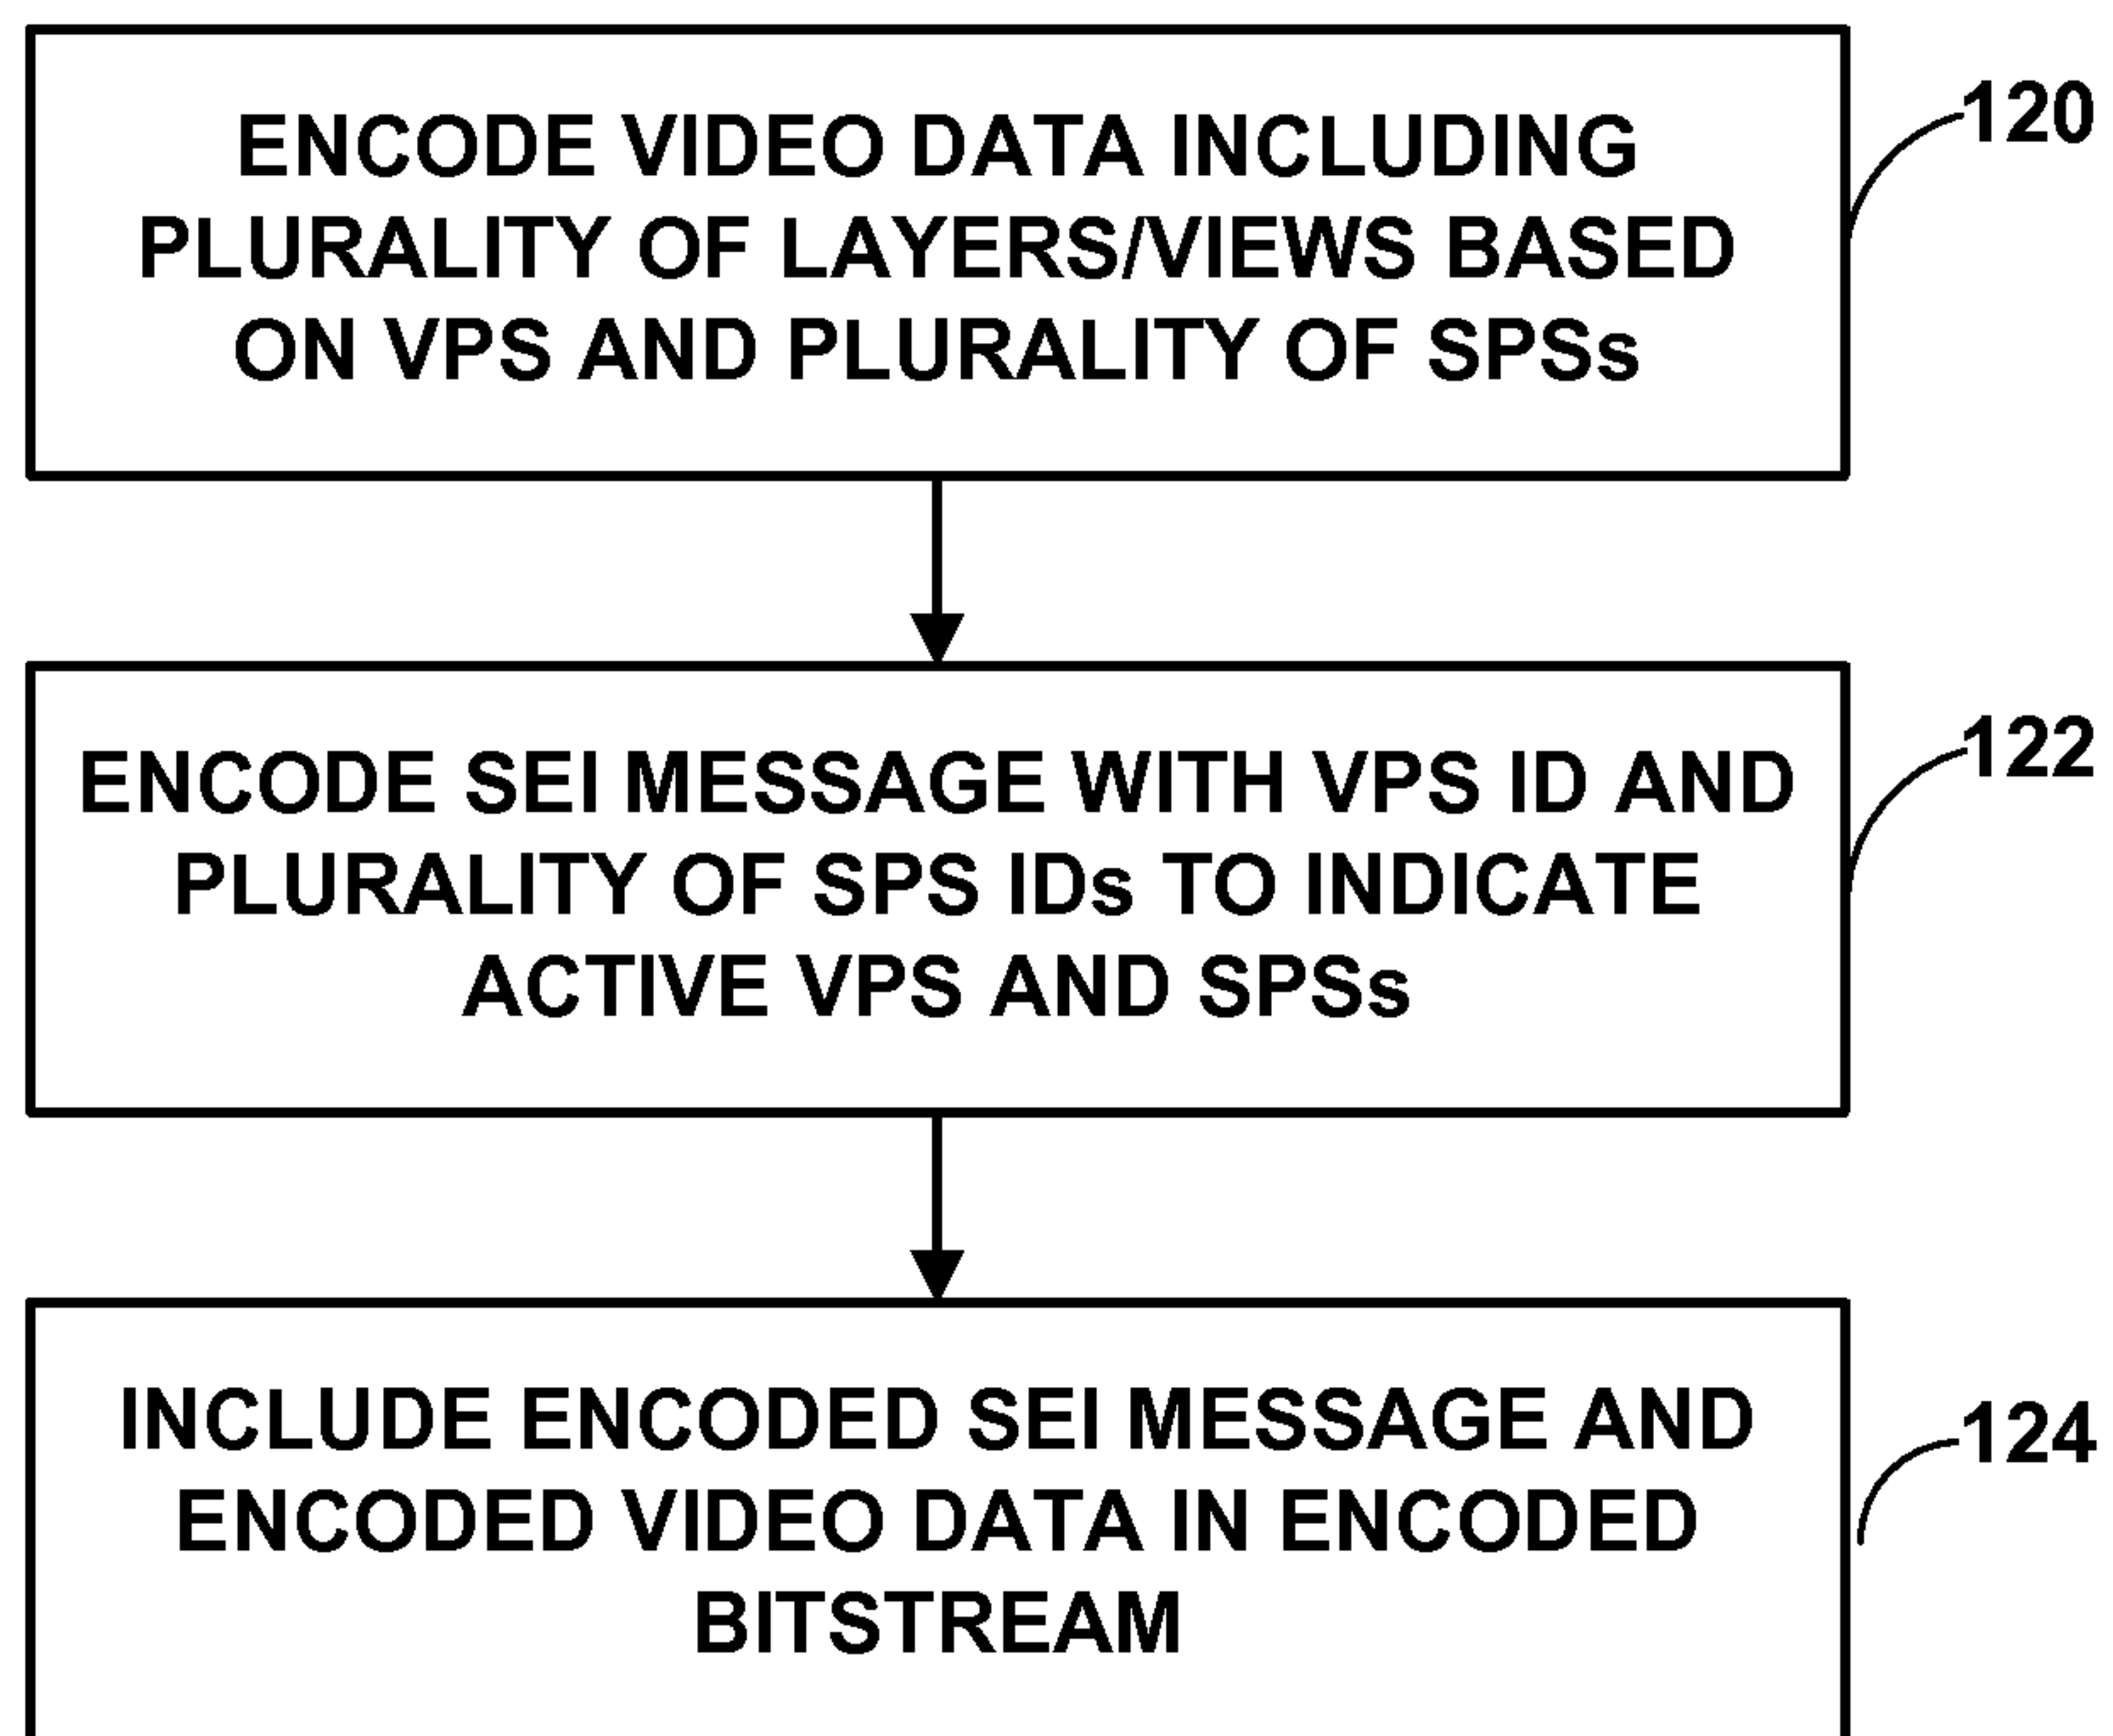 ENCODE VIDEO DATA INCLUDING
PLURALITY OF LAYERS/VIEWS BASED
ON VPS AND PLURALITY OF SPSs
120
ENCODE SEI MESSAGE WITH VPS ID AND
PLURALITY OF SPS IDs TO INDICATE
ACTIVE VPS AND SPSs
122
INCLUDE ENCODED SEI MESSAGE AND
ENCODED VIDEO DATA IN ENCODED
BITSTREAM
124